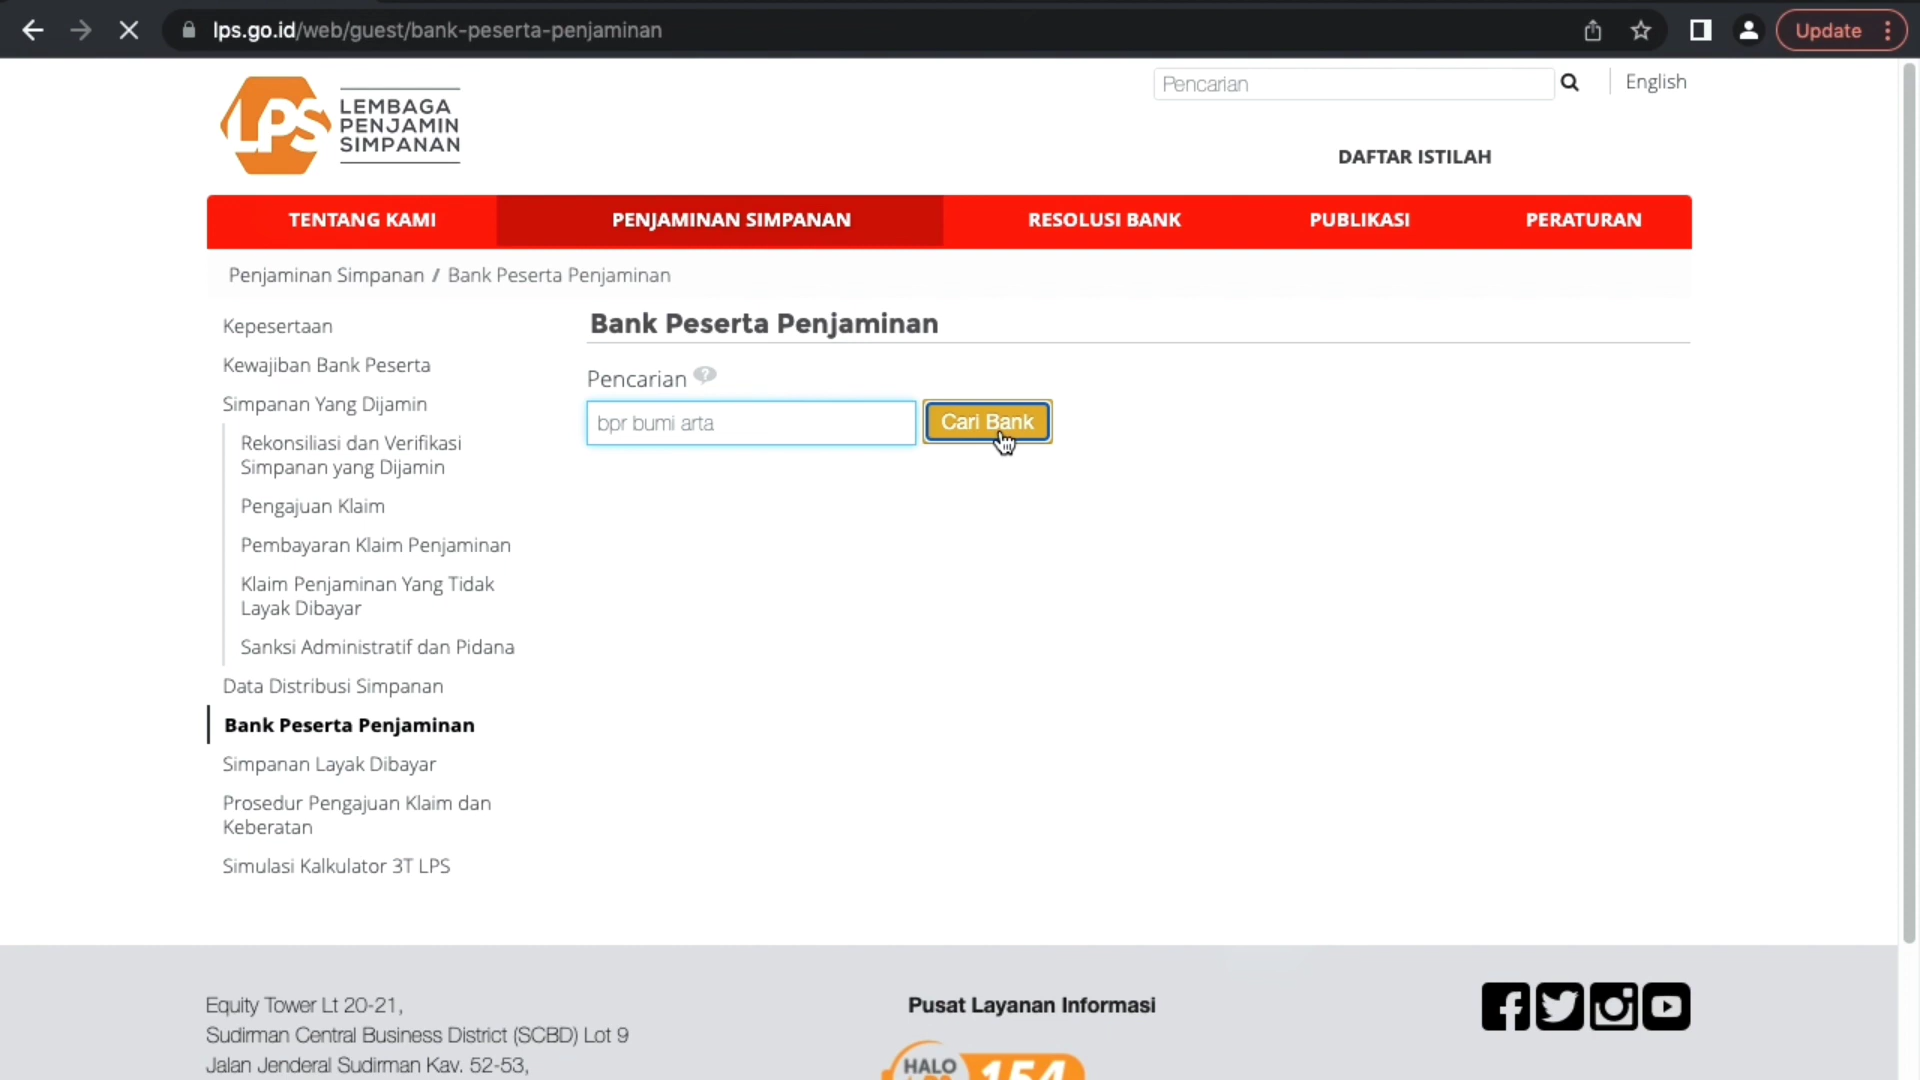 lps.go.id/web/guest/bank-peserta-penjaminan
Update
LPS
LEMBAGA
PENJAMIN
SIMPANAN
Pencarian
English
DAFTAR ISTILAH
TENTANG KAMI
PENJAMINAN SIMPANAN
RESOLUSI BANK
PUBLIKASI
PERATURAN
Penjaminan Simpanan / Bank Peserta Penjaminan
Kepesertaan
Kewajiban Bank Peserta
Simpanan Yang Dijamin
Rekonsiliasi dan Verifikasi
Simpanan yang Dijamin
Pengajuan Klaim
Pembayaran Klaim Penjaminan
Klaim Penjaminan Yang Tidak
Layak Dibayar
Sanksi Administratif dan Pidana
Data Distribusi Simpanan
Bank Peserta Penjaminan
Simpanan Layak Dibayar
Prosedur Pengajuan Klaim dan
Keberatan
Simulasi Kalkulator 3T LPS
Bank Peserta Penjaminan
Pencarian ?
bpr bumi arta
Cari Bank
Equity Tower Lt 20-21,
Sudirman Central Business District (SCBD) Lot 9
Jalan Jenderal Sudirman Kav. 52-53,
Pusat Layanan Informasi
HALO
LPS
154